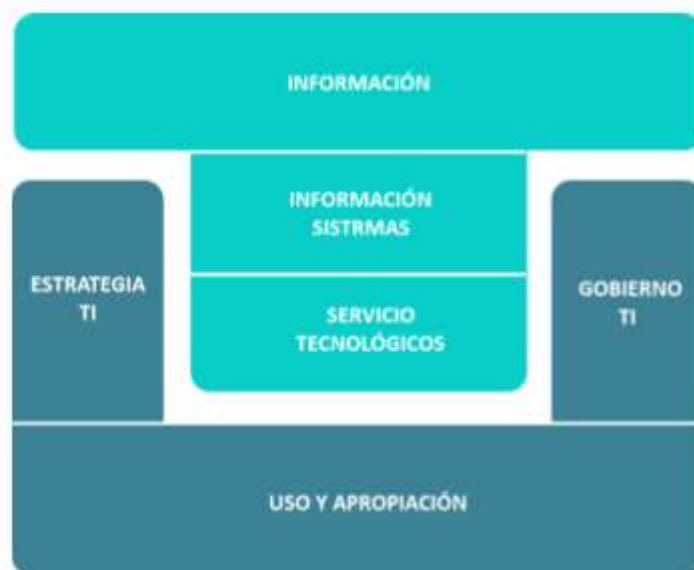 INFORMACIÓN
INFORMACIÓN
SISTRMAS
ESTRATEGIA
TI
SERVICIO
TECNOLÓGICOS
GOBIERNO
TI
USO Y APROPIACIÓN